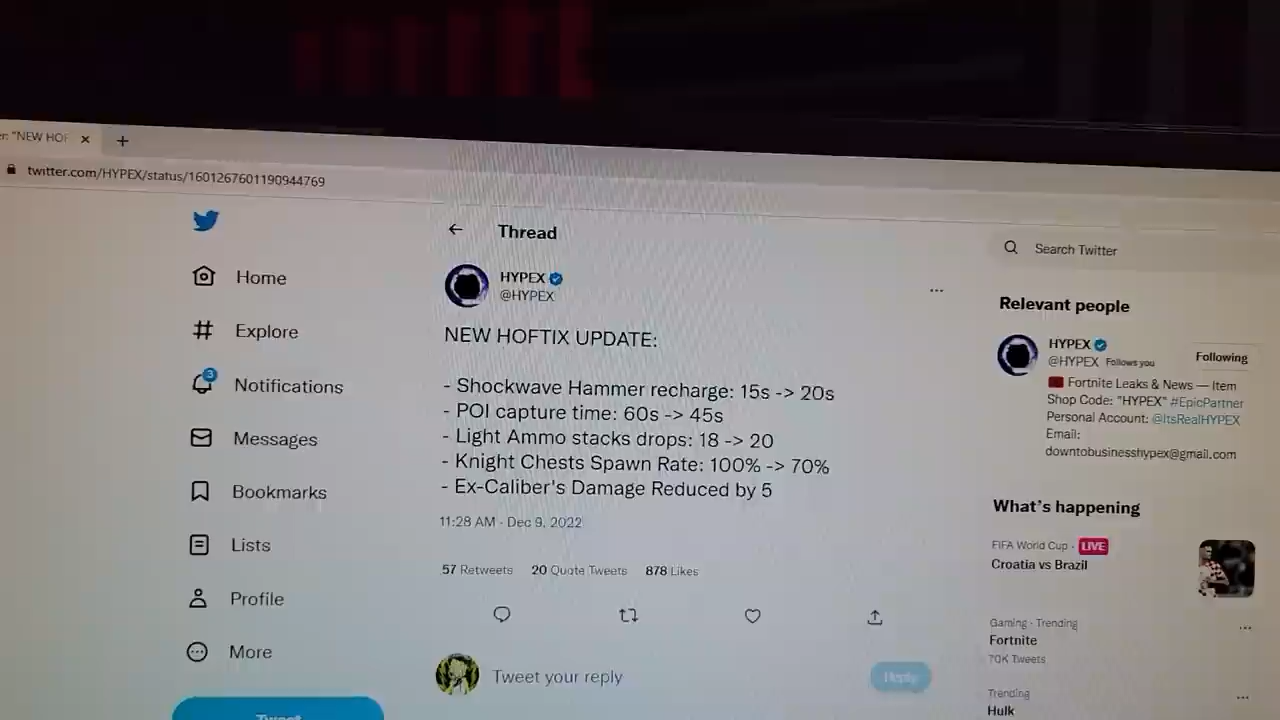 er: "NEW HOF
twitter.com/HYPEX/status/1601267601190944769
Home
Explore
3
Notifications
Messages
Bookmarks
Lists
Profile
More
Tweet
Thread
HYPEX
@HYPEX
NEW HOFTIX UPDATE:
- Shockwave Hammer recharge: 15s -> 20s
- POI capture time: 60s -> 45s
- Light Ammo stacks drops: 18 -> 20
- Knight Chests Spawn Rate: 100% -> 70%
- Ex-Caliber's Damage Reduced by 5
11:28 AM · Dec 9, 2022
57 Retweets 20 Quote Tweets 878 Likes
Tweet your reply
Reply
Search Twitter
Relevant people
HYPEX
@HYPEX Follows you
Following
Fortnite Leaks & News — Item
Shop Code: "HYPEX" #EpicPartner
Personal Account: @ItsRealHYPEX
Email:
downtobusinesshypex@gmail.com
What's happening
FIFA World Cup · LIVE
Croatia vs Brazil
Gaming · Trending
Fortnite
70K Tweets
Trending
Hulk